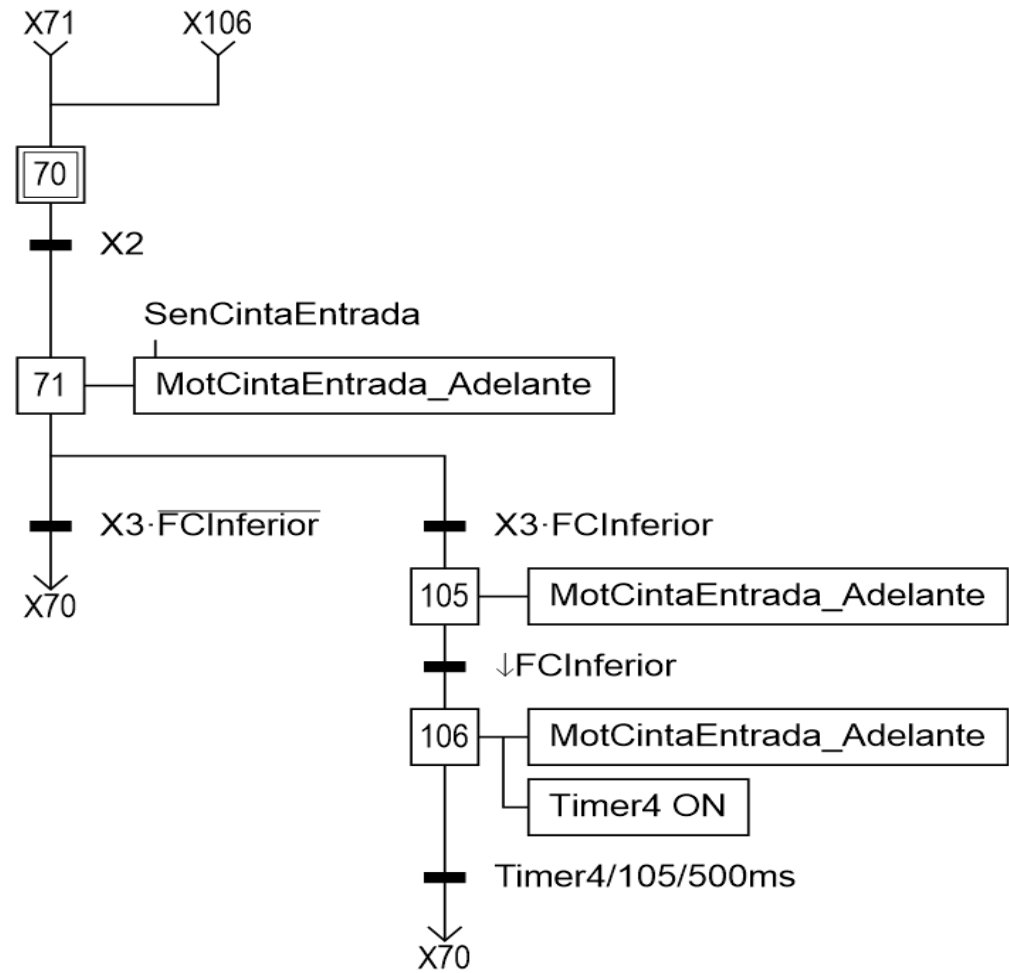 X71 X106
70
X2
SenCintaEntrada
71 MotCintaEntrada_Adelante
X3·F̅C̅I̅n̅f̅e̅r̅i̅o̅r̅ X3·FCInferior
X70
105 MotCintaEntrada_Adelante
↓FCInferior
106 MotCintaEntrada_Adelante
Timer4 ON
Timer4/105/500ms
X70